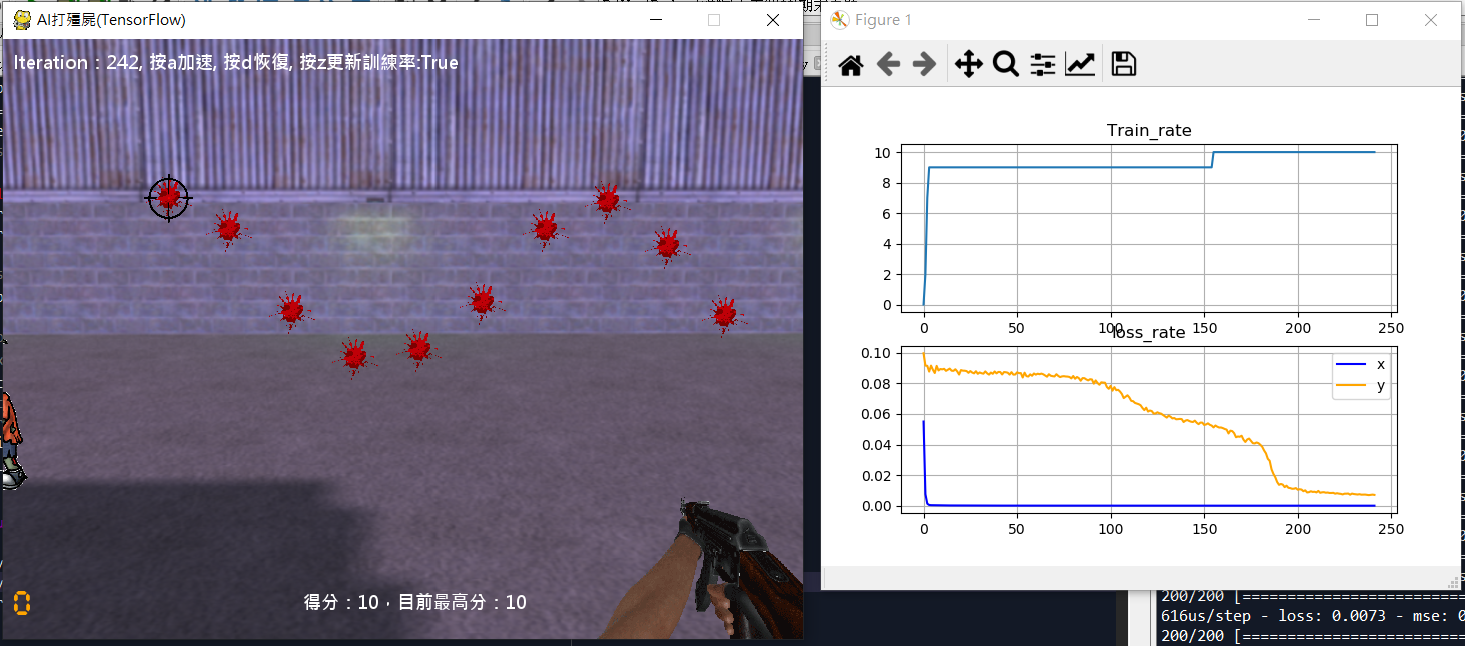 AI打殭屍(TensorFlow)
Iteration：242, 按a加速, 按d恢復, 按z更新訓練率:True
0
得分：10，目前最高分：10
Figure 1
Train_rate
10
8
6
4
2
0
0 50 100 150 200 250
loss_rate
0.10
0.08
0.06
0.04
0.02
0.00
x
y
0 50 100 150 200 250
200/200 [========================
616us/step - loss: 0.0073 - mse: 0
200/200 [========================